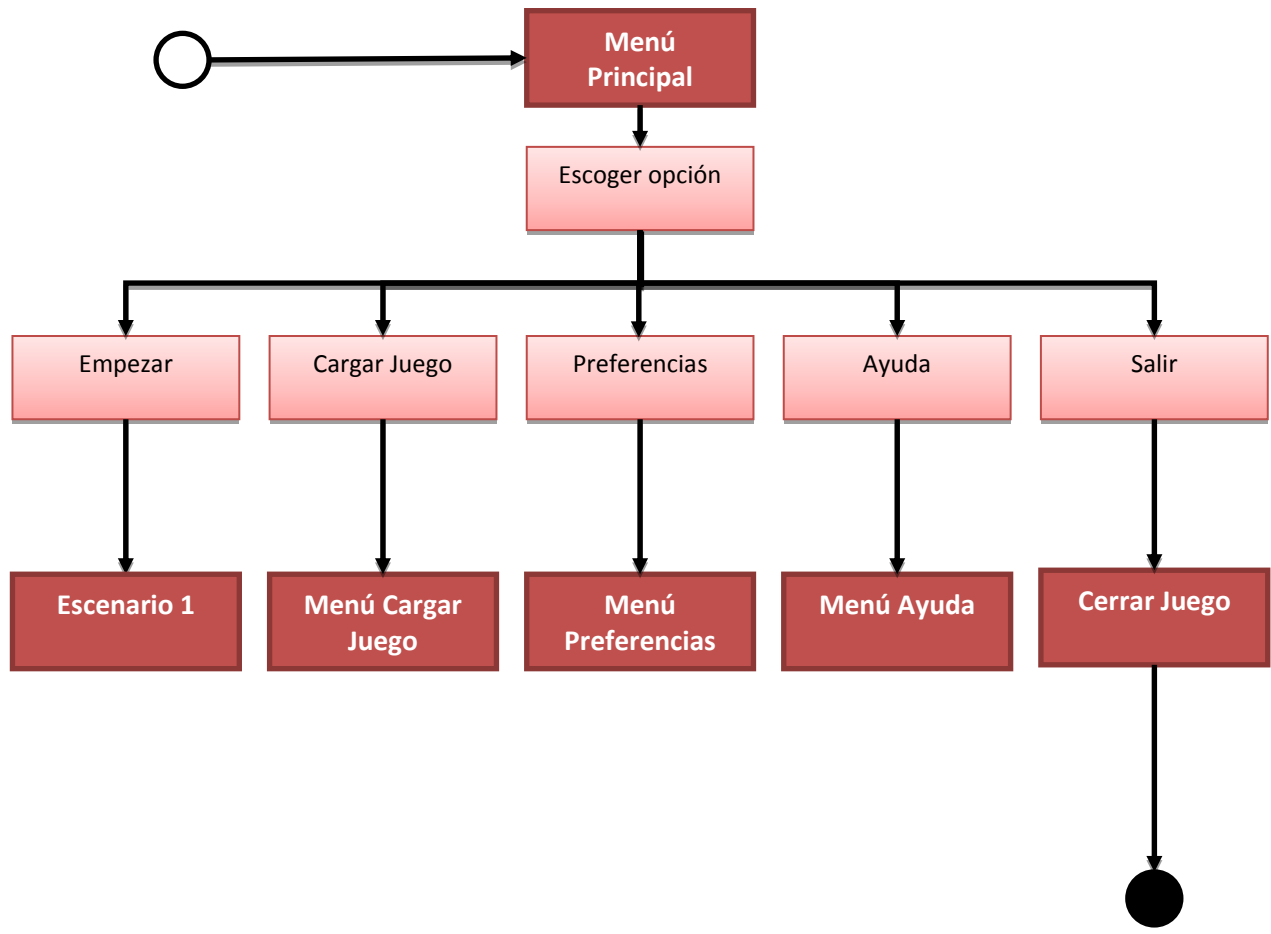 Menú
Principal
Escoger opción
Empezar
Cargar Juego
Preferencias
Ayuda
Salir
Escenario 1
Menú Cargar
Juego
Menú
Preferencias
Menú Ayuda
Cerrar Juego